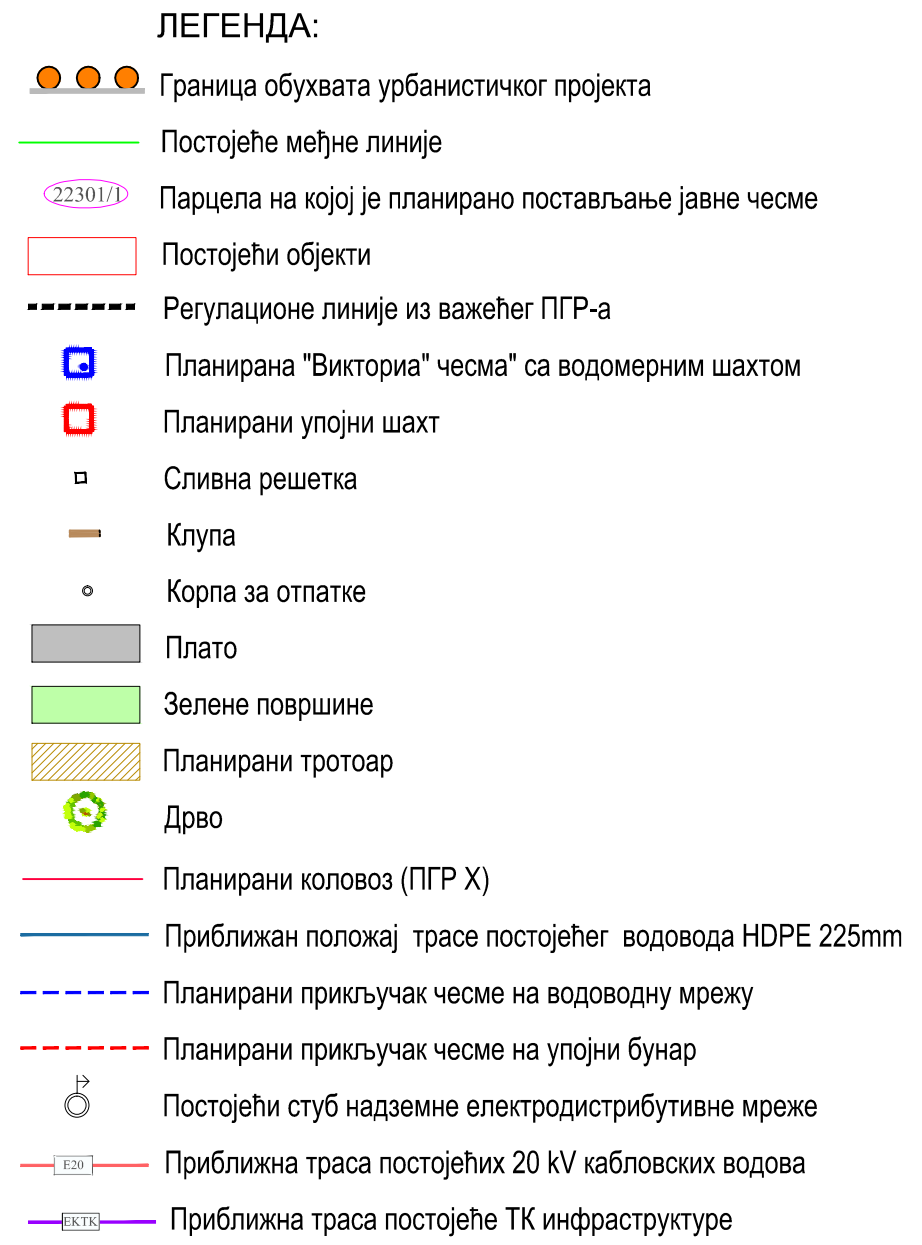 ЛЕГЕНДА:
Граница обухвата урбанистичког пројекта
Постојеће међне линије
22301/1 Парцела на којој је планирано постављање јавне чесме
Постојећи објекти
Регулационе линије из важећег ПГР-а
Планирана "Викториа" чесма" са водомерним шахтом
Планирани упојни шахт
Сливна решетка
Клупа
Корпа за отпатке
Плато
Зелене површине
Планирани тротоар
Дрво
Планирани коловоз (ПГР X)
Приближан положај трасе постојећег водовода HDPE 225mm
Планирани прикључак чесме на водоводну мрежу
Планирани прикључак чесме на упојни бунар
Постојећи стуб надземне електродистрибутивне мреже
E20 Приближна траса постојећих 20 kV кабловских водова
EKTK Приближна траса постојеће ТК инфраструктуре